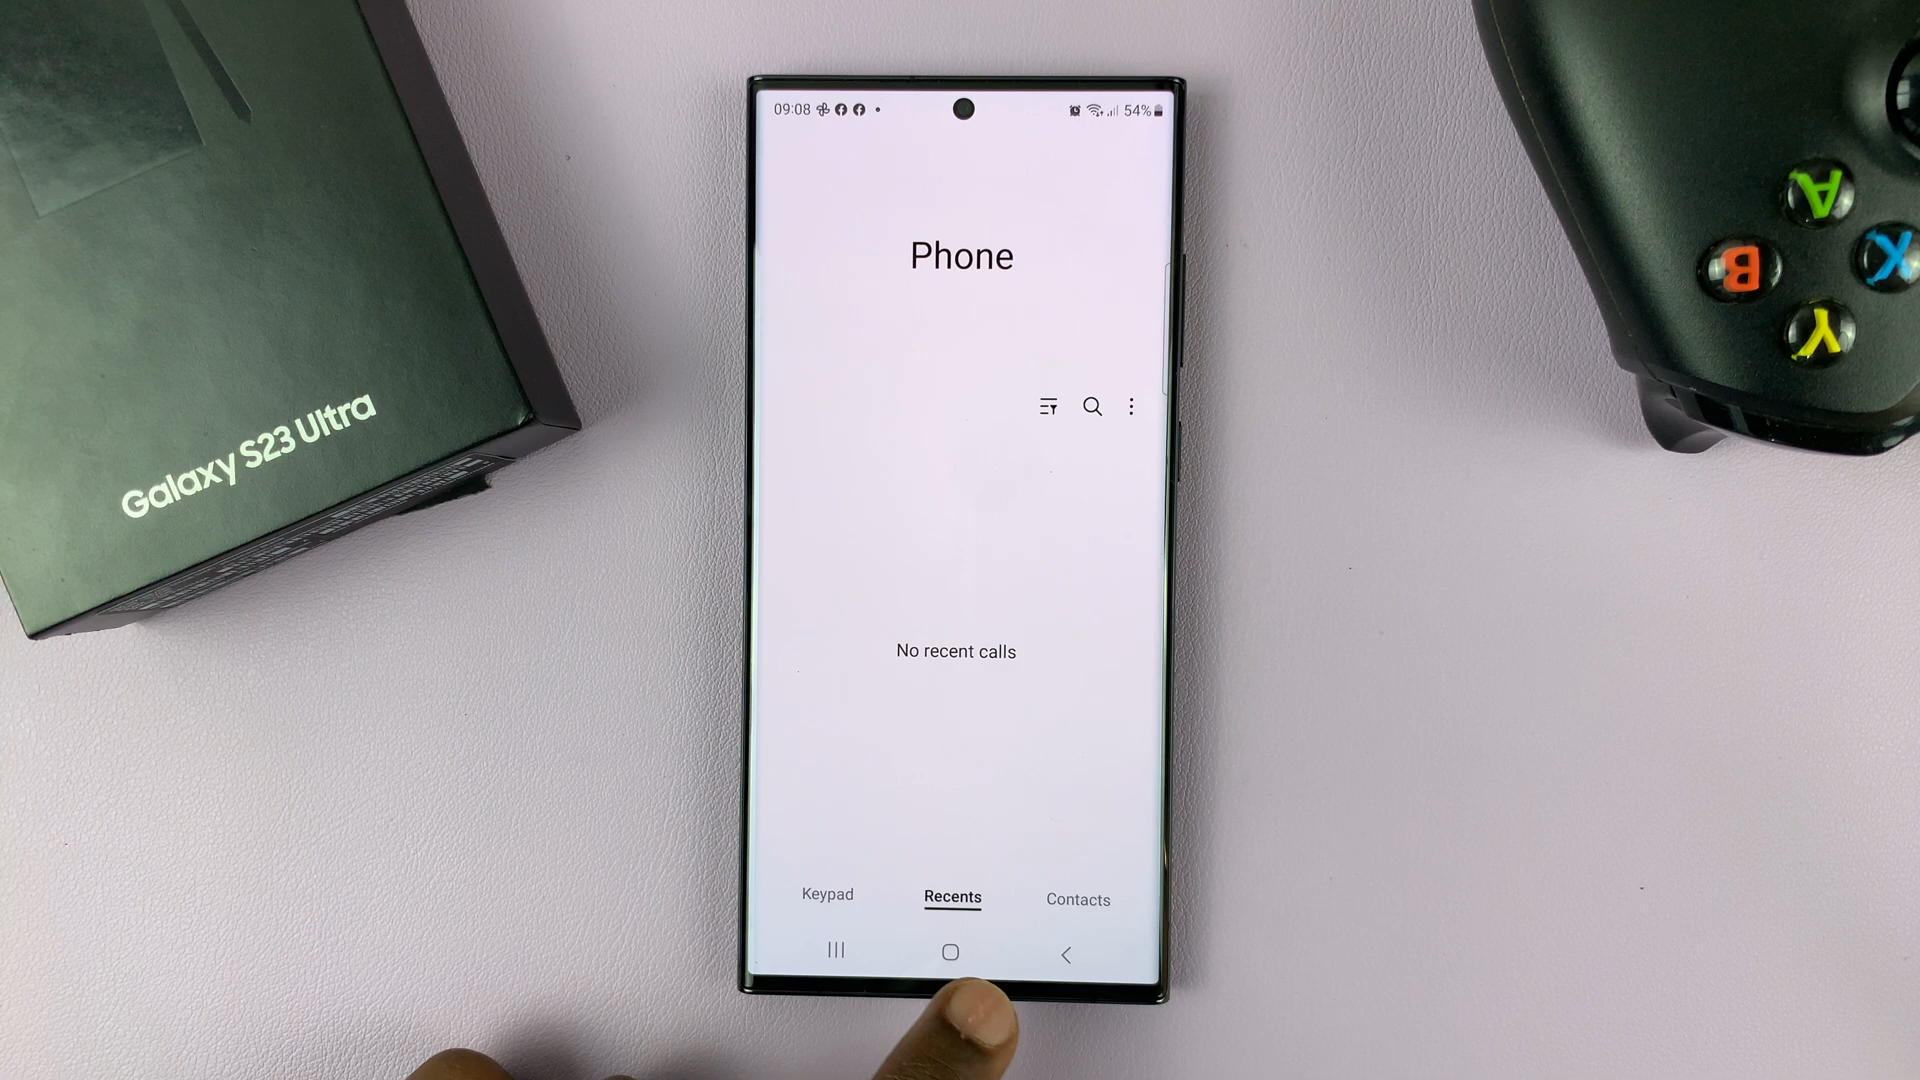 09:08
54%
Phone
No recent calls
Keypad
Recents
Contacts
Galaxy S23 Ultra
A
B
X
Y